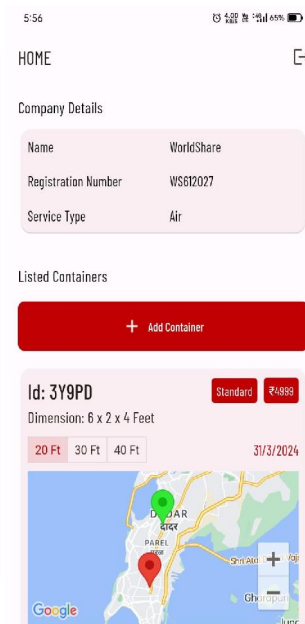 5:56
4.00 KB/S 4G 65%
HOME
Company Details
Name WorldShare
Registration Number WS612027
Service Type Air
Listed Containers
+ Add Container
Id: 3Y9PD Standard ₹4999
Dimension: 6 x 2 x 4 Feet
20 Ft 30 Ft 40 Ft 31/3/2024
दादर
PAREL
Google
+
−